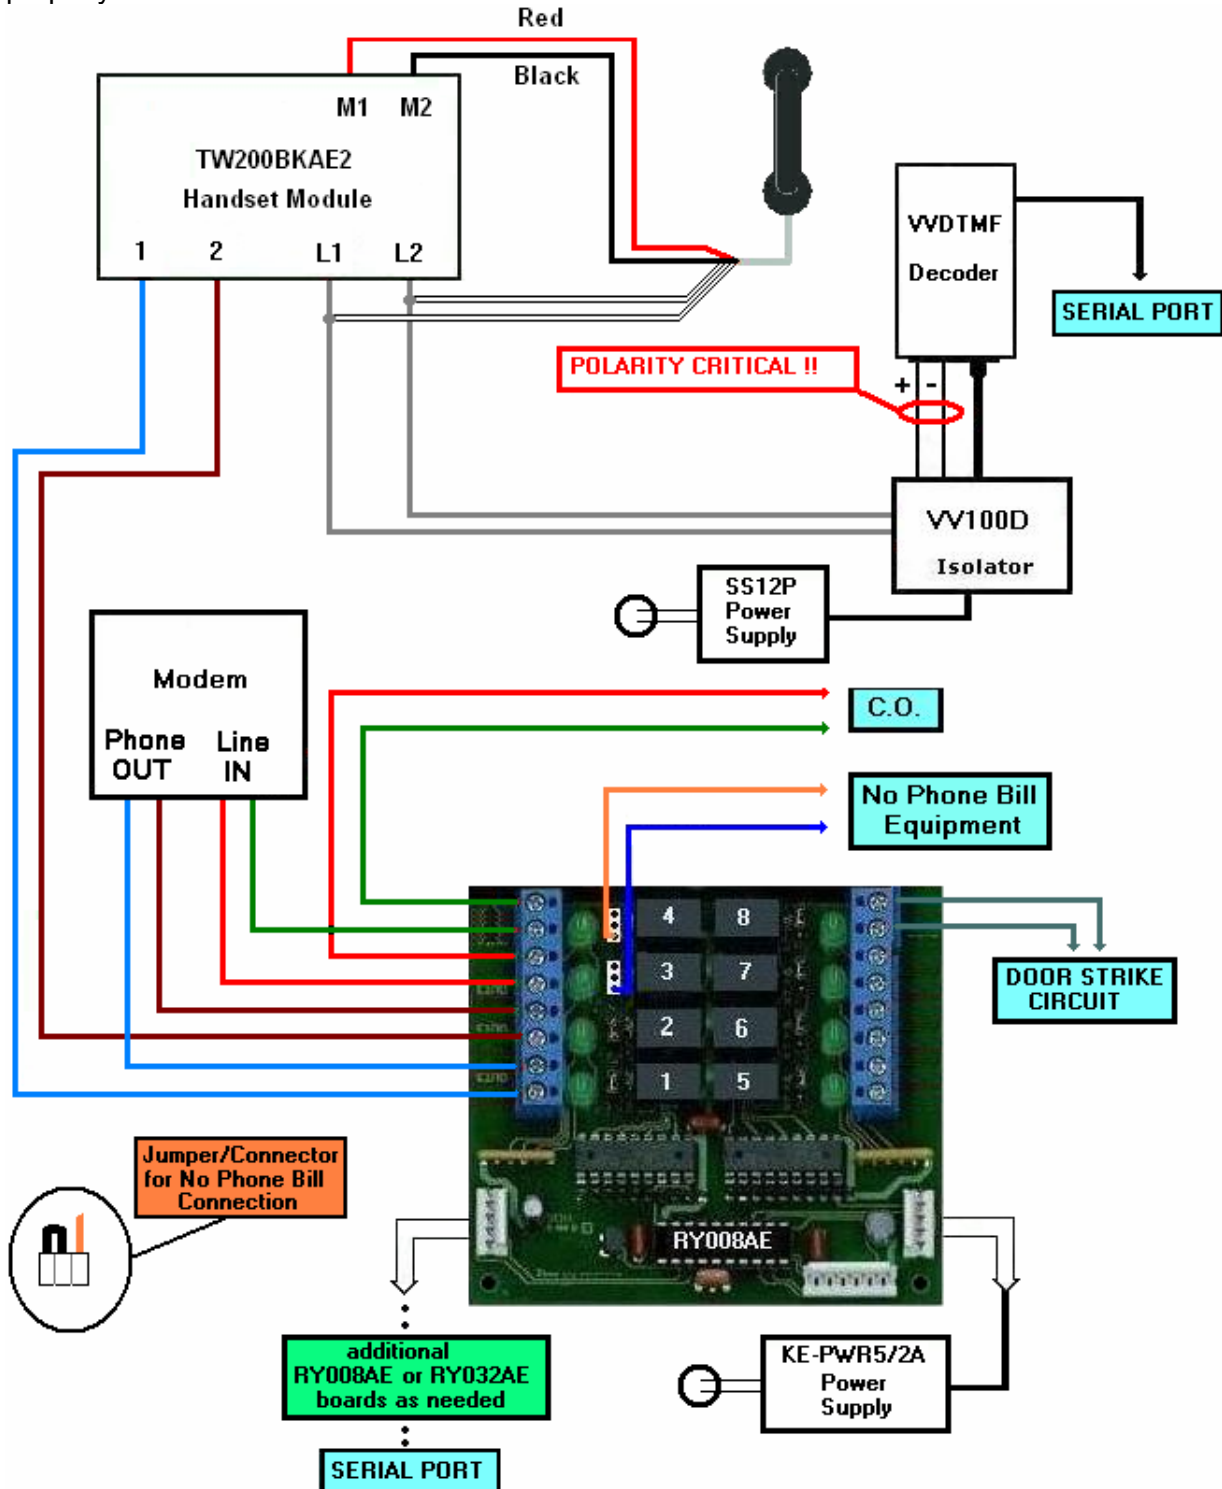 Red
Black
M1 M2
TW200BKAE2
Handset Module
1 2 L1 L2
VVDTMF
Decoder
SERIAL PORT
POLARITY CRITICAL !!
+ -
VV100D
Isolator
SS12P
Power
Supply
Modem
Phone Line
OUT IN
C.O.
No Phone Bill
Equipment
4 8
3 7
2 6
1 5
DOOR STRIKE
CIRCUIT
Jumper/Connector
for No Phone Bill
Connection
RY008AE
additional
RY008AE or RY032AE
boards as needed
KE-PWR5/2A
Power
Supply
SERIAL PORT